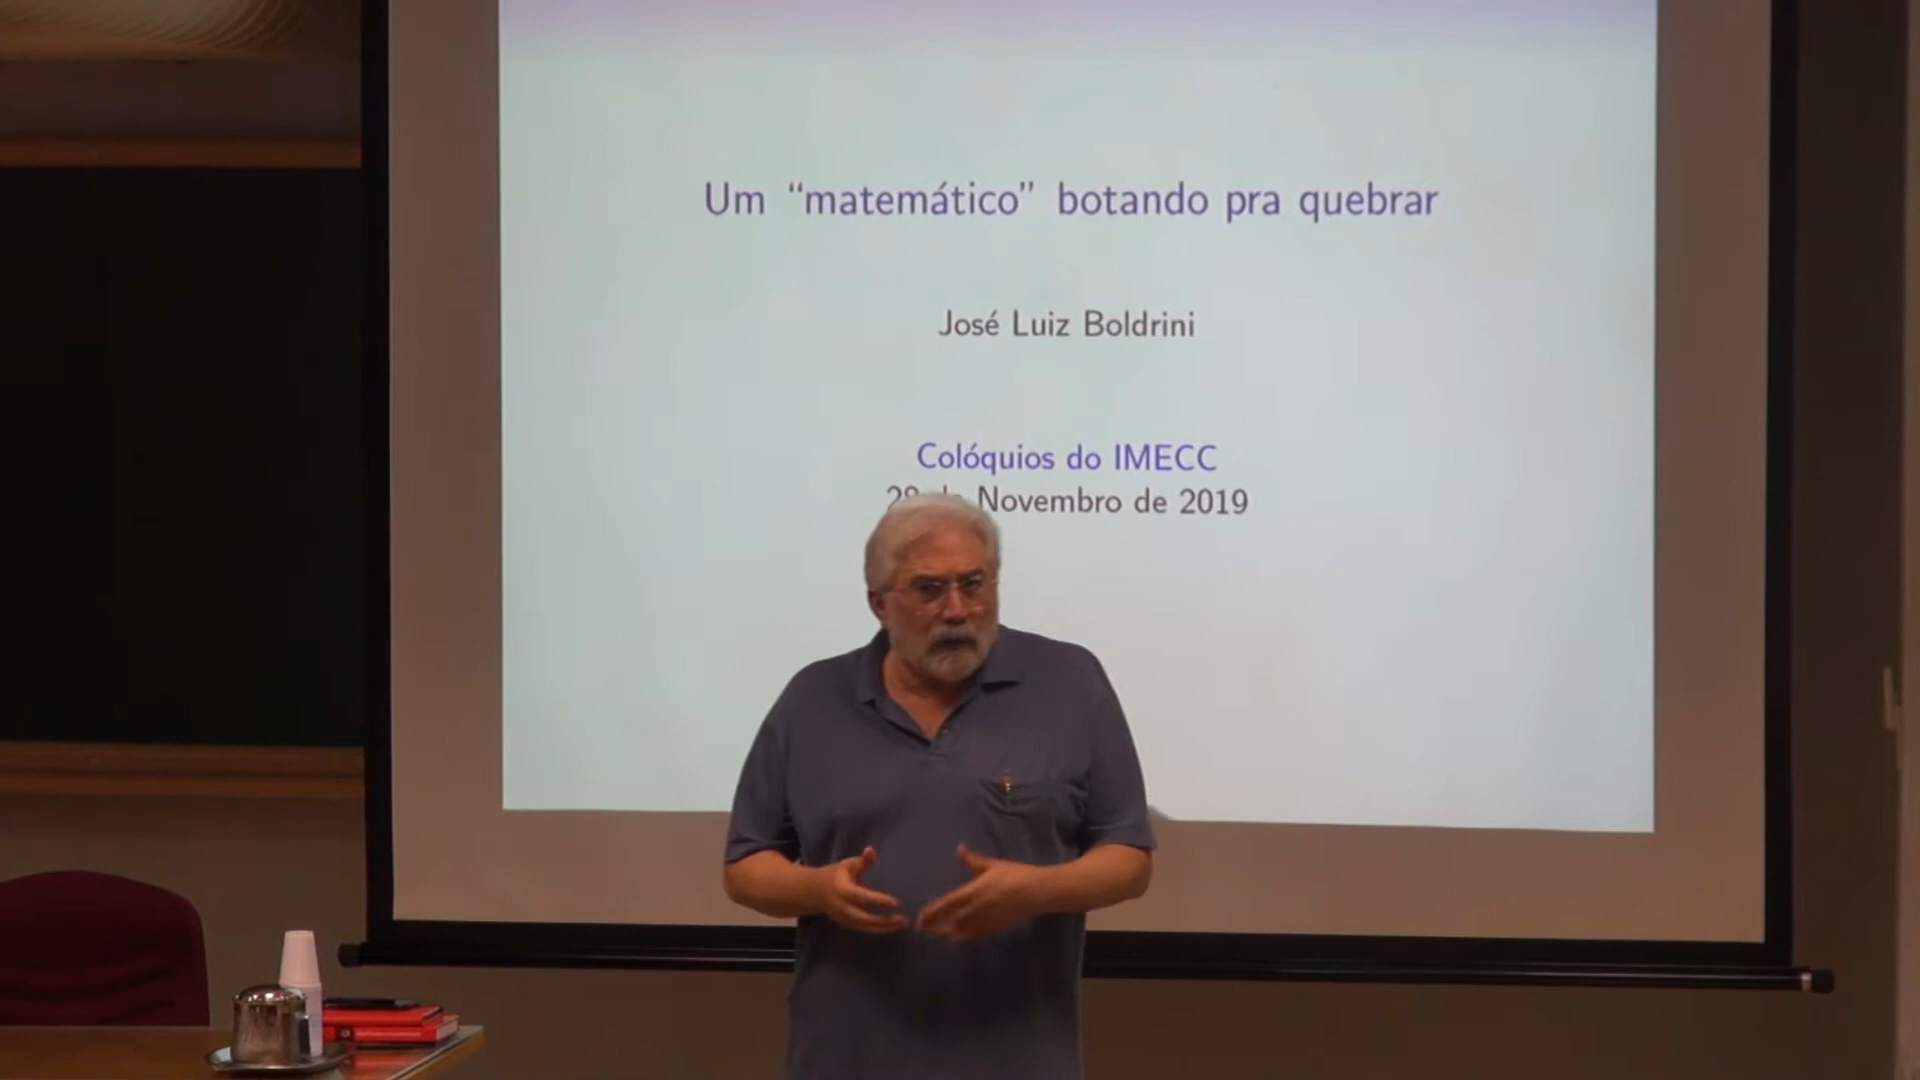 Um “matemático” botando pra quebrar
José Luiz Boldrini
Colóquios do IMECC
Novembro de 2019